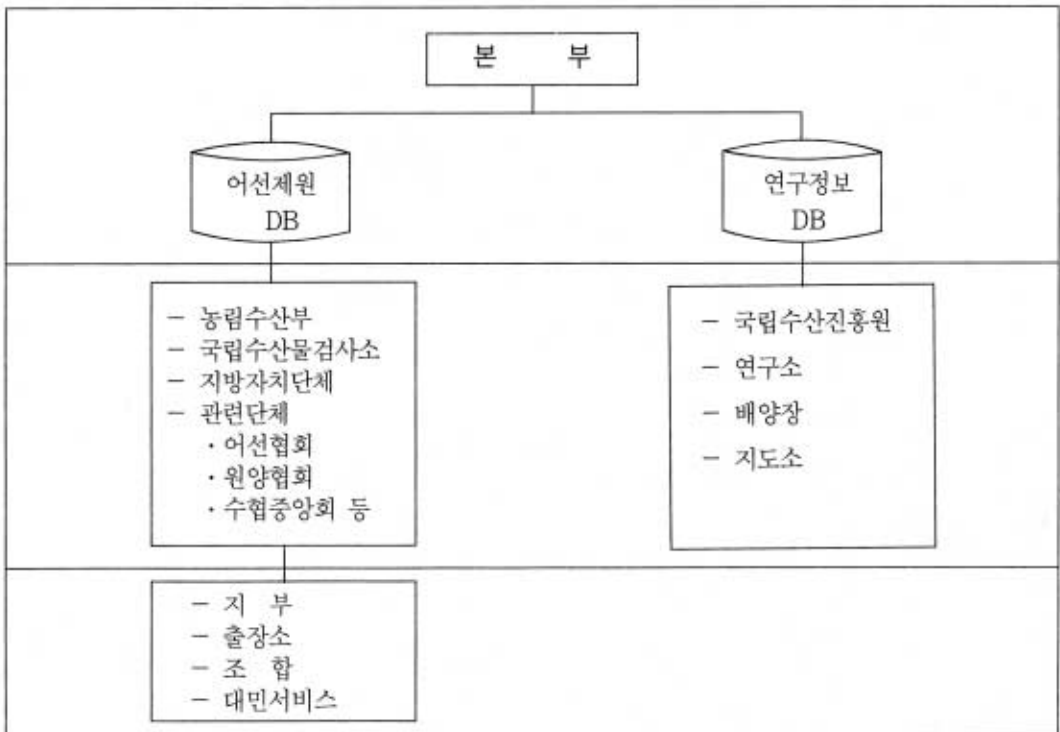 본 부
어선제원
DB
연구정보
DB
- 농림수산부
- 국립수산물검사소
- 지방자치단체
- 관련단체
· 어선협회
· 원양협회
· 수협중앙회 등
- 국립수산진흥원
- 연구소
- 배양장
- 지도소
- 지 부
- 출장소
- 조 합
- 대민서비스